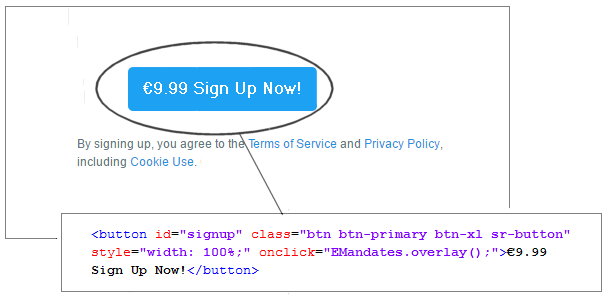 €9.99 Sign Up Now!
By signing up, you agree to the Terms of Service and Privacy Policy,
including Cookie Use.
<button id="signup" class="btn btn-primary btn-xl sr-button"
style="width: 100%;" onclick="EMandates.overlay();">€9.99
Sign Up Now!</button>